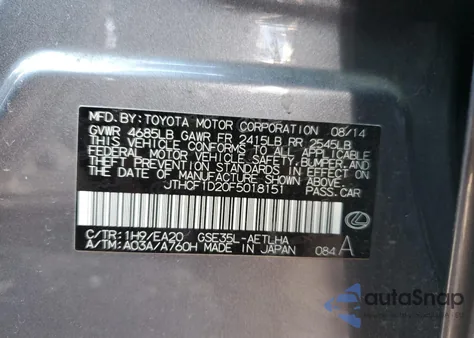 MFD. BY: TOYOTA MOTOR CORPORATION 08/14
GVWR 4685LB GAWR FR 2415LB RR 2545LB
THIS VEHICLE CONFORMS TO ALL APPLICABLE
FEDERAL MOTOR VEHICLE SAFETY, BUMPER, AND
THEFT PREVENTION STANDARDS IN EFFECT ON
THE DATE OF MANUFACTURE SHOWN ABOVE.
JTHCF1D20F5018151 PASS. CAR
C/TR: 1H9/EA20 GSE35L-AETLHA
A/TM: A03A/A760H MADE IN JAPAN 084 A
autaSnap